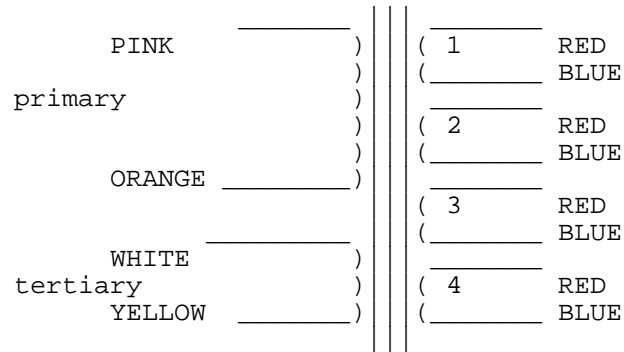 PINK 1 RED
BLUE
primary
2 RED
BLUE
ORANGE
3 RED
BLUE
WHITE
tertiary 4 RED
YELLOW BLUE